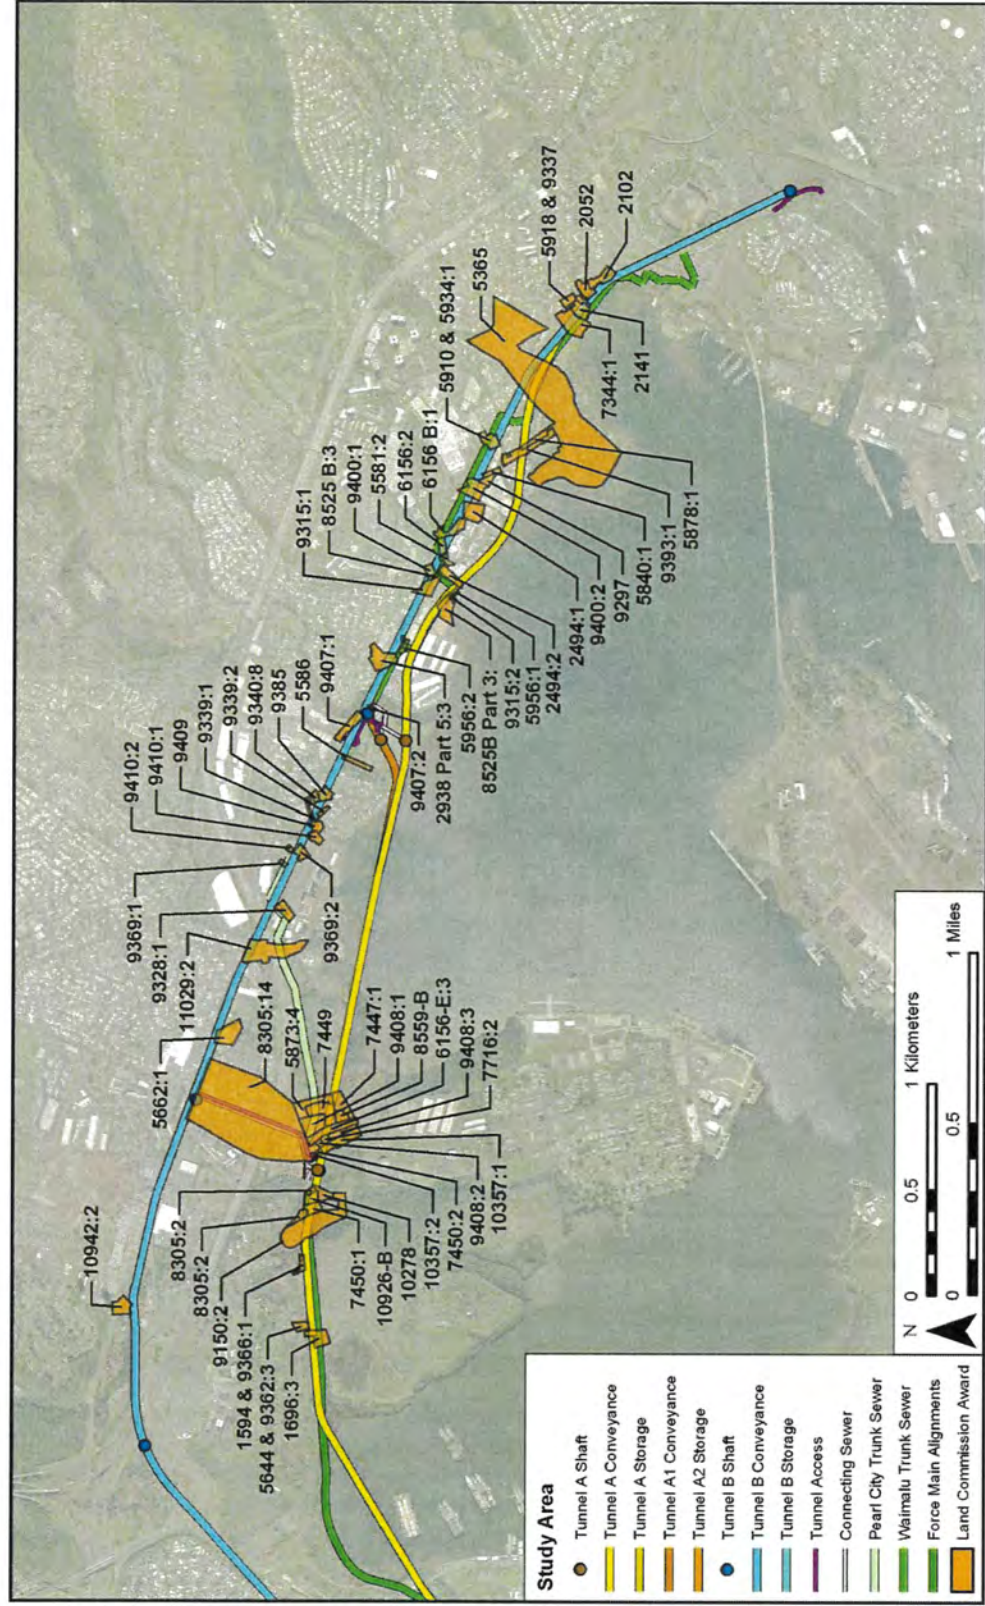 10942:2
5662:1
11029:2
9328:1
9369:1
9410:2
9410:1
9409
9339:1
9339:2
9340:8
9385
5586
9407:1
9315:1
8525 B:3
9400:1
5581:2
6156:2
6156 B:1
5910 & 5934:1
5365
5918 & 9337
2052
2102
8305:14
5873:4
7449
7447:1
9408:1
8559-B
6156-E:3
9408:3
7716:2
9369:2
9407:2
2938 Part 5:3
5956:2
8525B Part 3:
9315:2
5956:1
2494:2
2494:1
9400:2
9297
5840:1
9393:1
5878:1
7344:1
2141
8305:2
8305:2
9150:2
1594 & 9366:1
5644 & 9362:3
1696:3
7450:1
10926-B
10278
10357:2
7450:2
9408:2
10357:1
Study Area
Tunnel A Shaft
Tunnel A Conveyance
Tunnel A Storage
Tunnel A1 Conveyance
Tunnel A2 Storage
Tunnel B Shaft
Tunnel B Conveyance
Tunnel B Storage
Tunnel Access
Connecting Sewer
Pearl City Trunk Sewer
Waimalu Trunk Sewer
Force Main Alignments
Land Commission Award
N
0 0.5 1 Kilometers
0 0.5 1 Miles